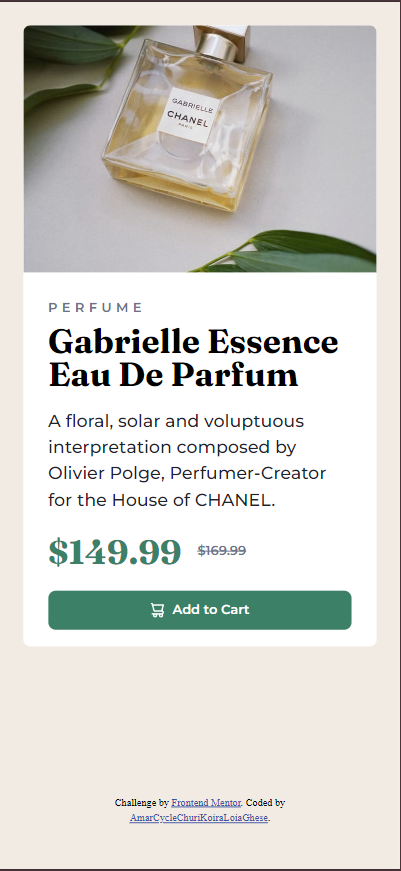 GABRIELLE
CHANEL
PARIS
PERFUME
Gabrielle Essence
Eau De Parfum
A floral, solar and voluptuous
interpretation composed by
Olivier Polge, Perfumer-Creator
for the House of CHANEL.
$149.99 $169.99
Add to Cart
Challenge by Frontend Mentor. Coded by
AmarCycleChuriKoiraLoiaGhese.